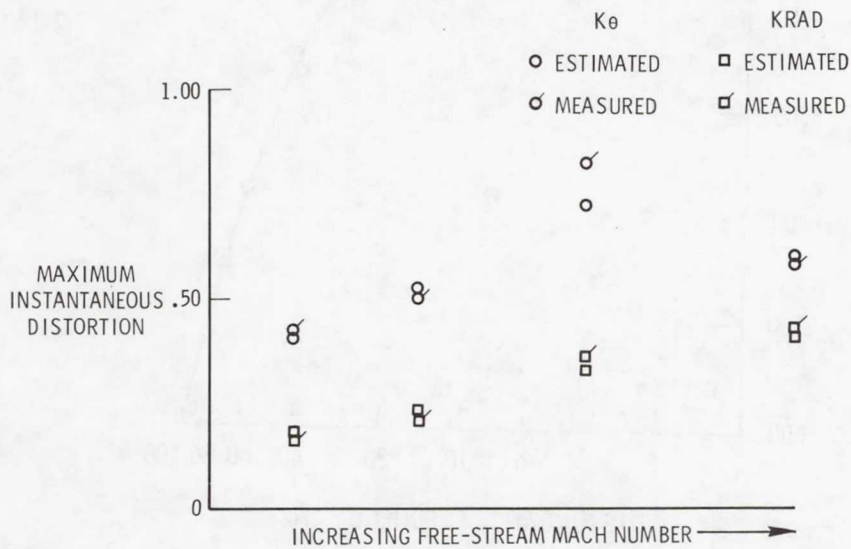 Kθ KRAD
ESTIMATED ESTIMATED
MEASURED MEASURED
1.00
MAXIMUM
INSTANTANEOUS .50
DISTORTION
0
INCREASING FREE-STREAM MACH NUMBER